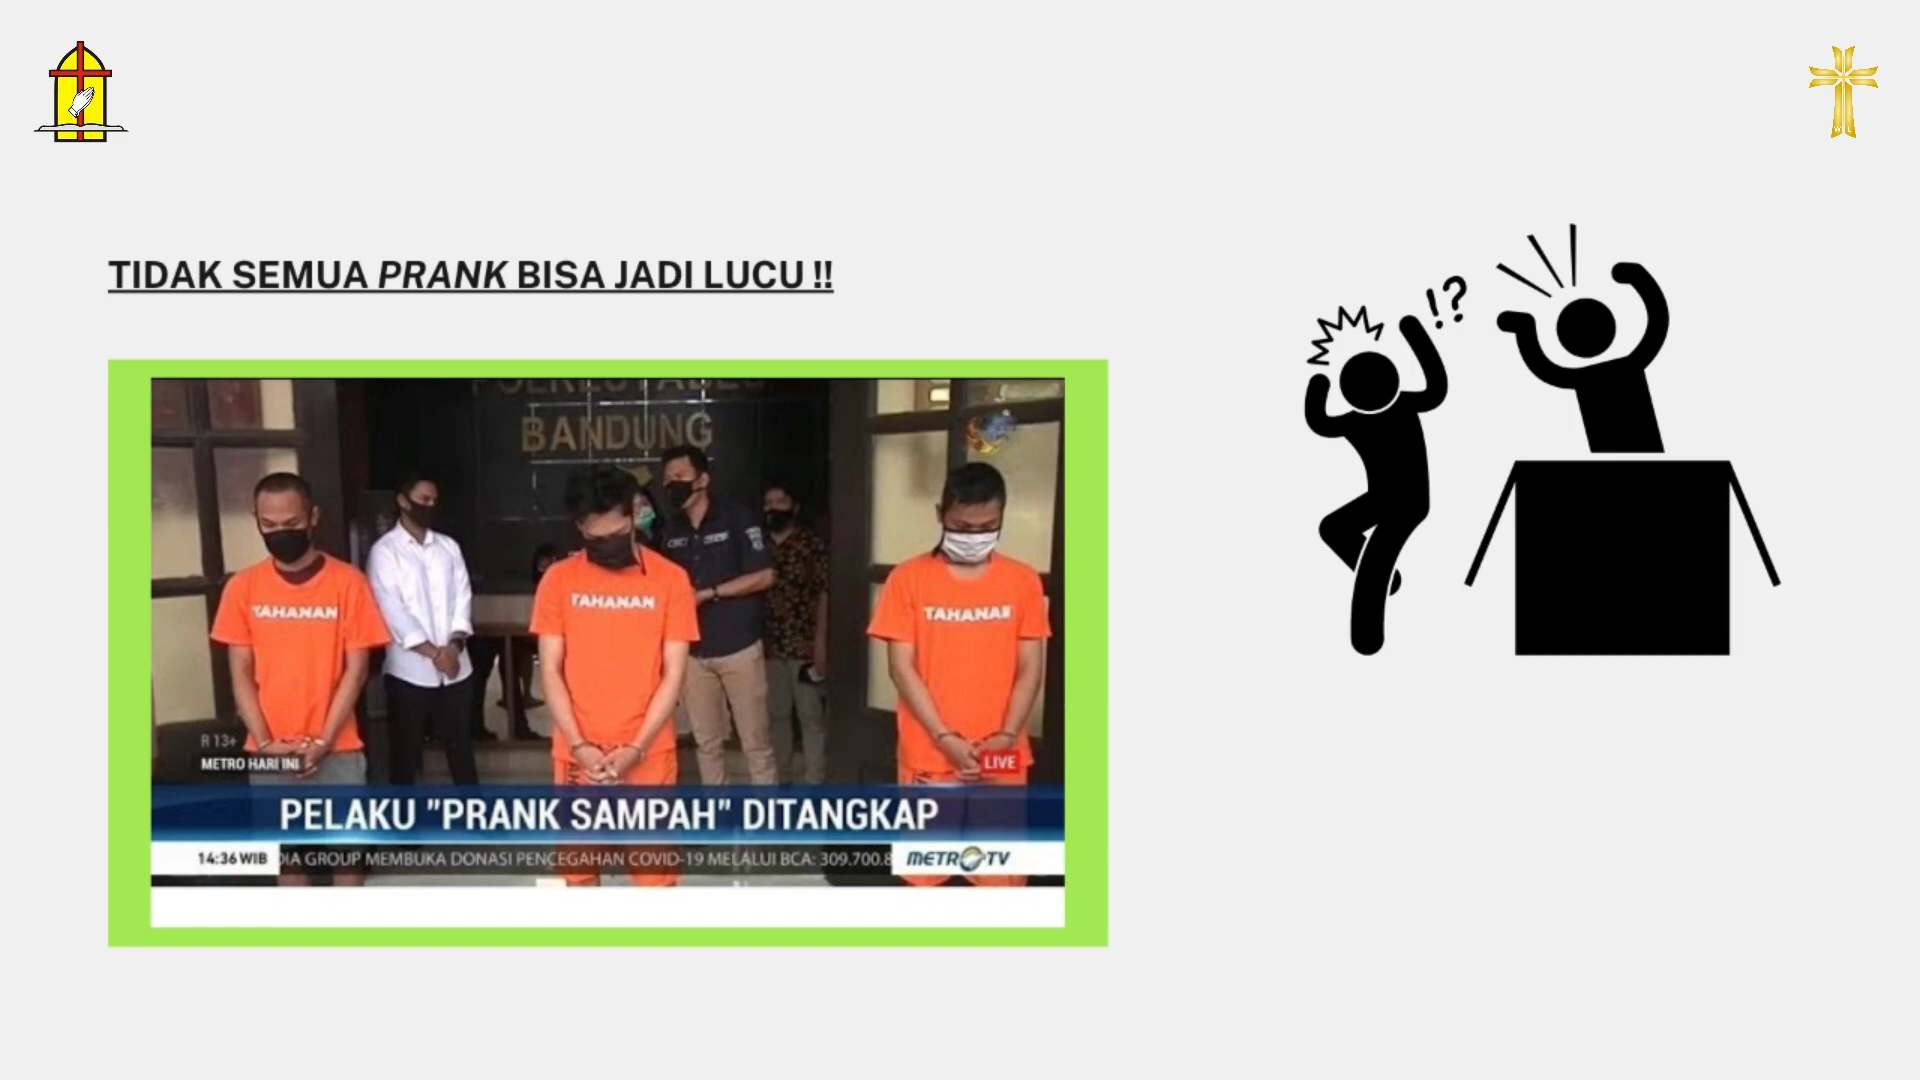 TIDAK SEMUA PRANK BISA JADI LUCU !!
!?
BANDUNG
TAHANAN
TAHANAN
TAHANAN
R 13+
METRO HARI INI
LIVE
PELAKU "PRANK SAMPAH" DITANGKAP
14:36 WIB
DIA GROUP MEMBUKA DONASI PENCEGAHAN COVID-19 MELALUI BCA: 309.700.8
METRO TV